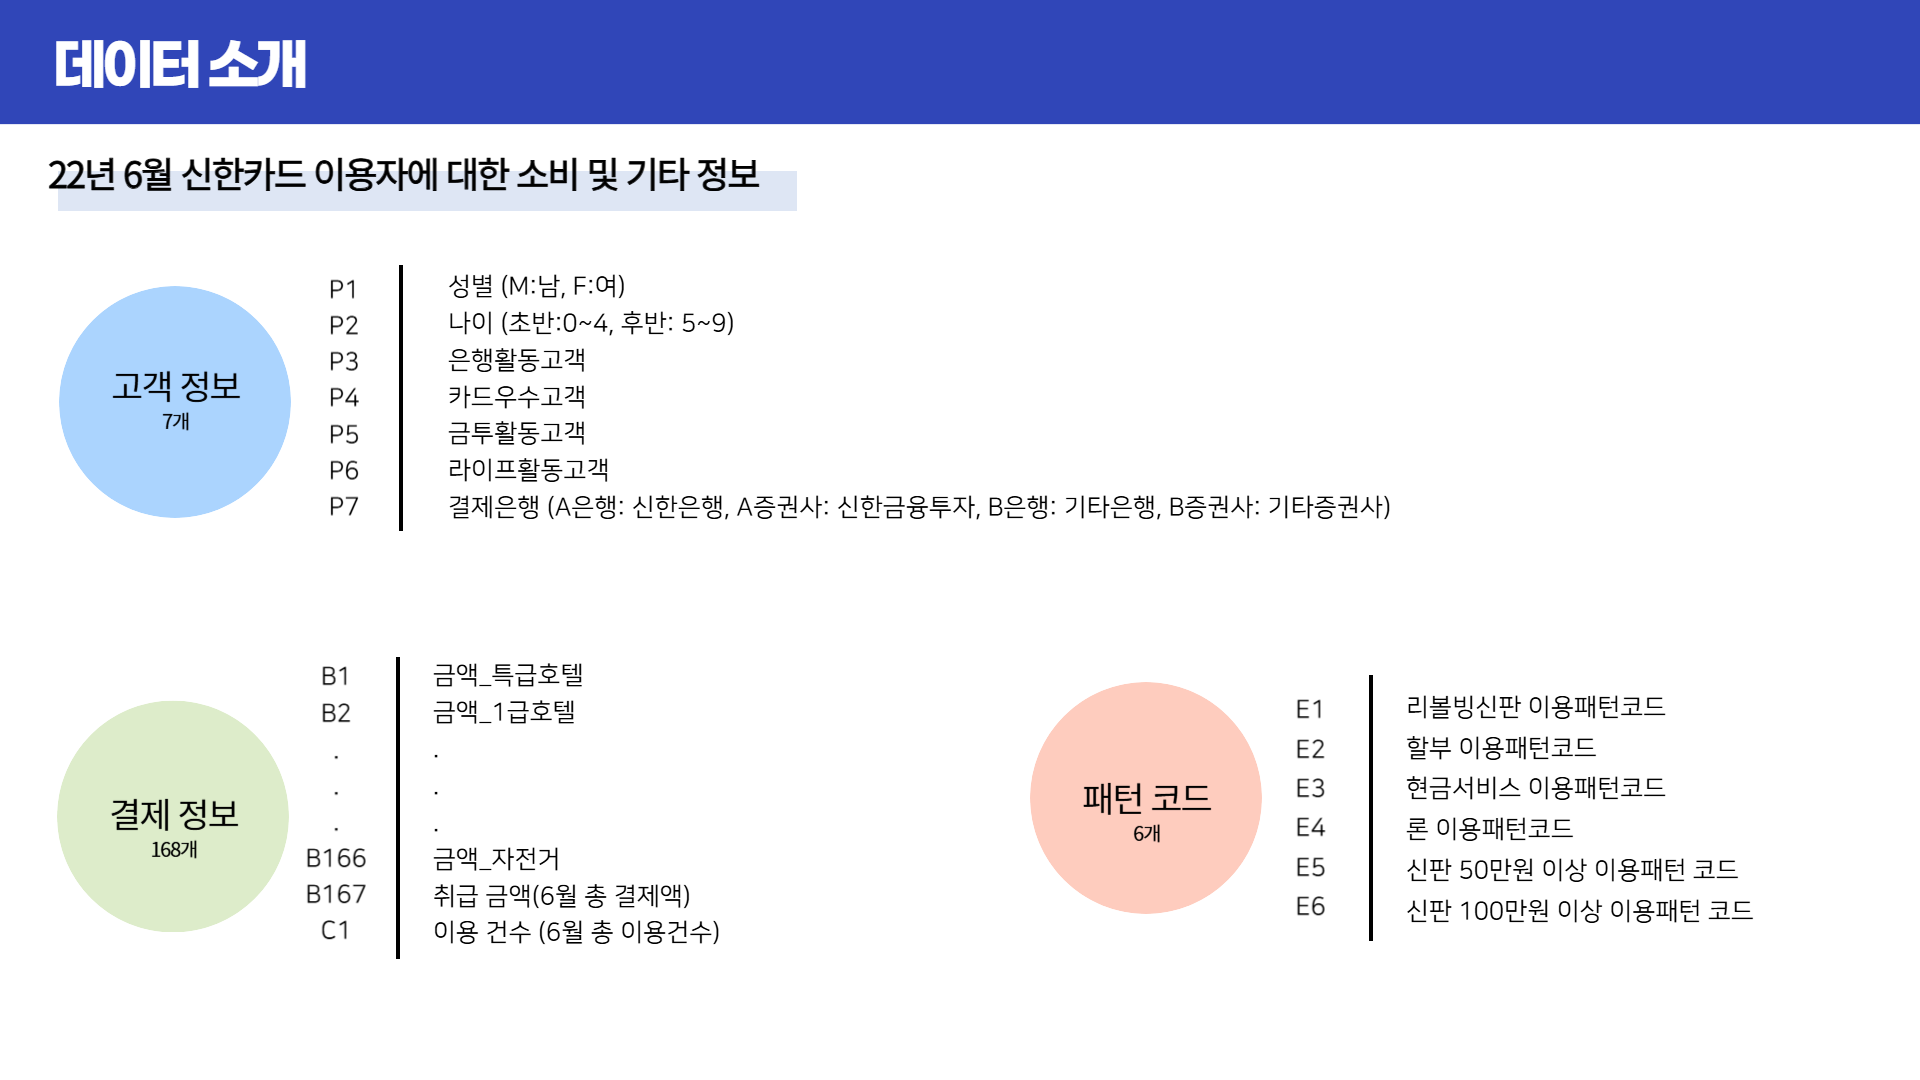 데이터 소개
22년 6월 신한카드 이용자에 대한 소비 및 기타 정보
고객 정보
7개
P1 성별 (M:남, F:여)
P2 나이 (초반:0~4, 후반: 5~9)
P3 은행활동고객
P4 카드우수고객
P5 금투활동고객
P6 라이프활동고객
P7 결제은행 (A은행: 신한은행, A증권사: 신한금융투자, B은행: 기타은행, B증권사: 기타증권사)
결제 정보
168개
B1 금액_특급호텔
B2 금액_1급호텔
. .
. .
. .
B166 금액_자전거
B167 취급 금액(6월 총 결제액)
C1 이용 건수 (6월 총 이용건수)
패턴 코드
6개
E1 리볼빙신판 이용패턴코드
E2 할부 이용패턴코드
E3 현금서비스 이용패턴코드
E4 론 이용패턴코드
E5 신판 50만원 이상 이용패턴 코드
E6 신판 100만원 이상 이용패턴 코드